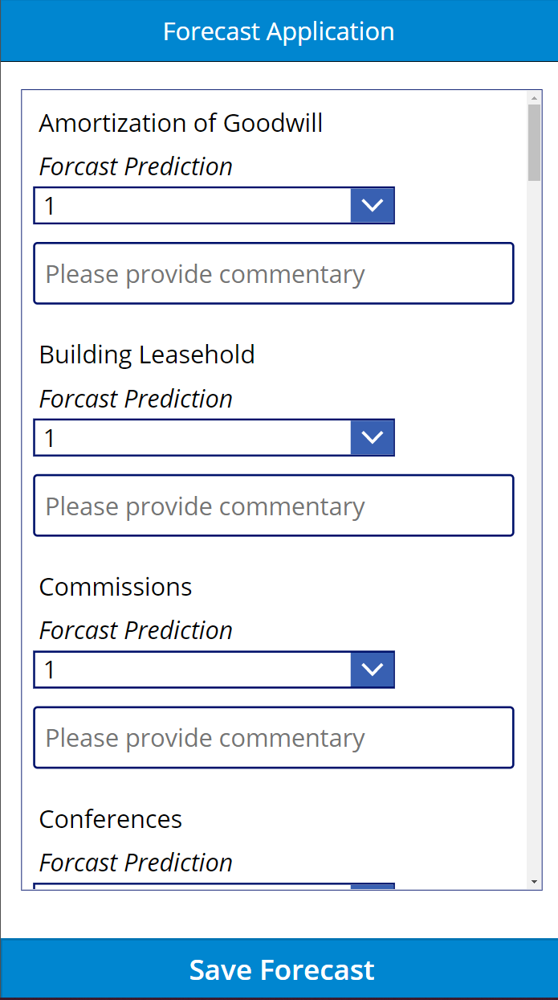 Forecast Application
Amortization of Goodwill
Forcast Prediction
1
Please provide commentary
Building Leasehold
Forcast Prediction
1
Please provide commentary
Commissions
Forcast Prediction
1
Please provide commentary
Conferences
Forcast Prediction
Save Forecast